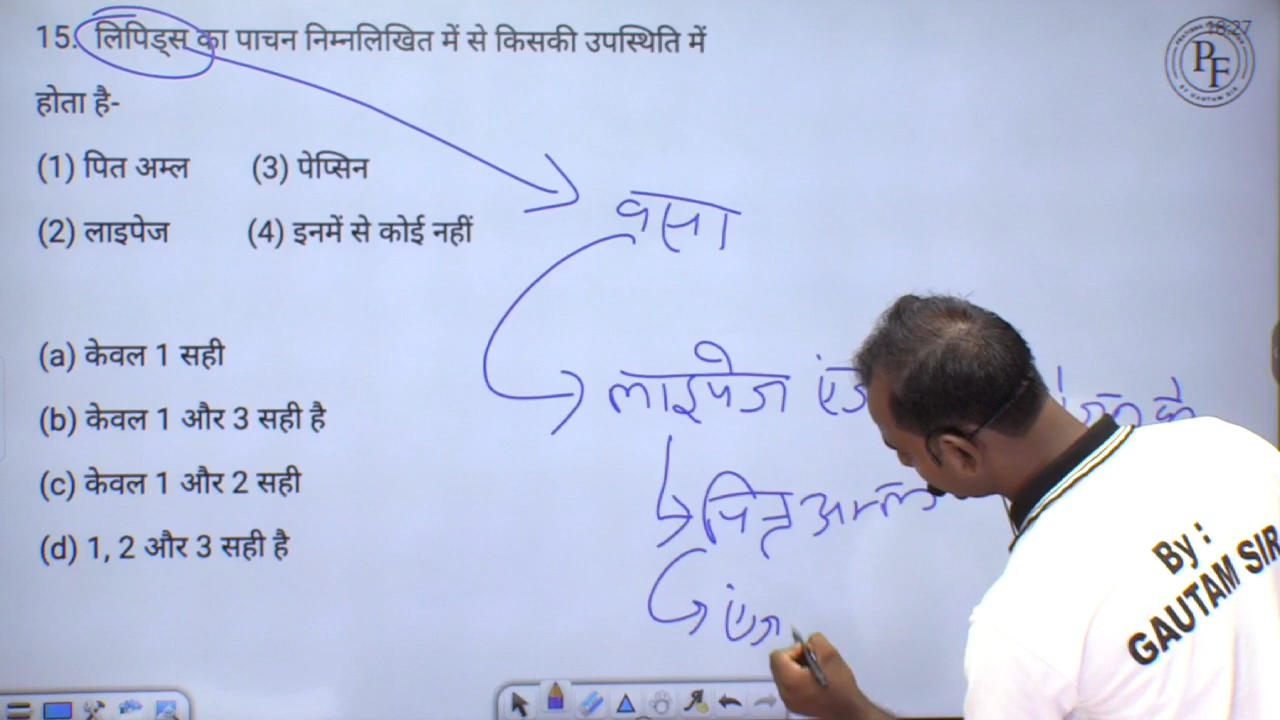 15. लिपिड्स का पाचन निम्नलिखित में से किसकी उपस्थिति में
होता है-
(1) पित अम्ल (3) पेप्सिन
(2) लाइपेज (4) इनमें से कोई नहीं
(a) केवल 1 सही
(b) केवल 1 और 3 सही है
(c) केवल 1 और 2 सही
(d) 1, 2 और 3 सही है
वसा
लाइपेज
पित्त अम्ल
PF
By :
GAUTAM SIR